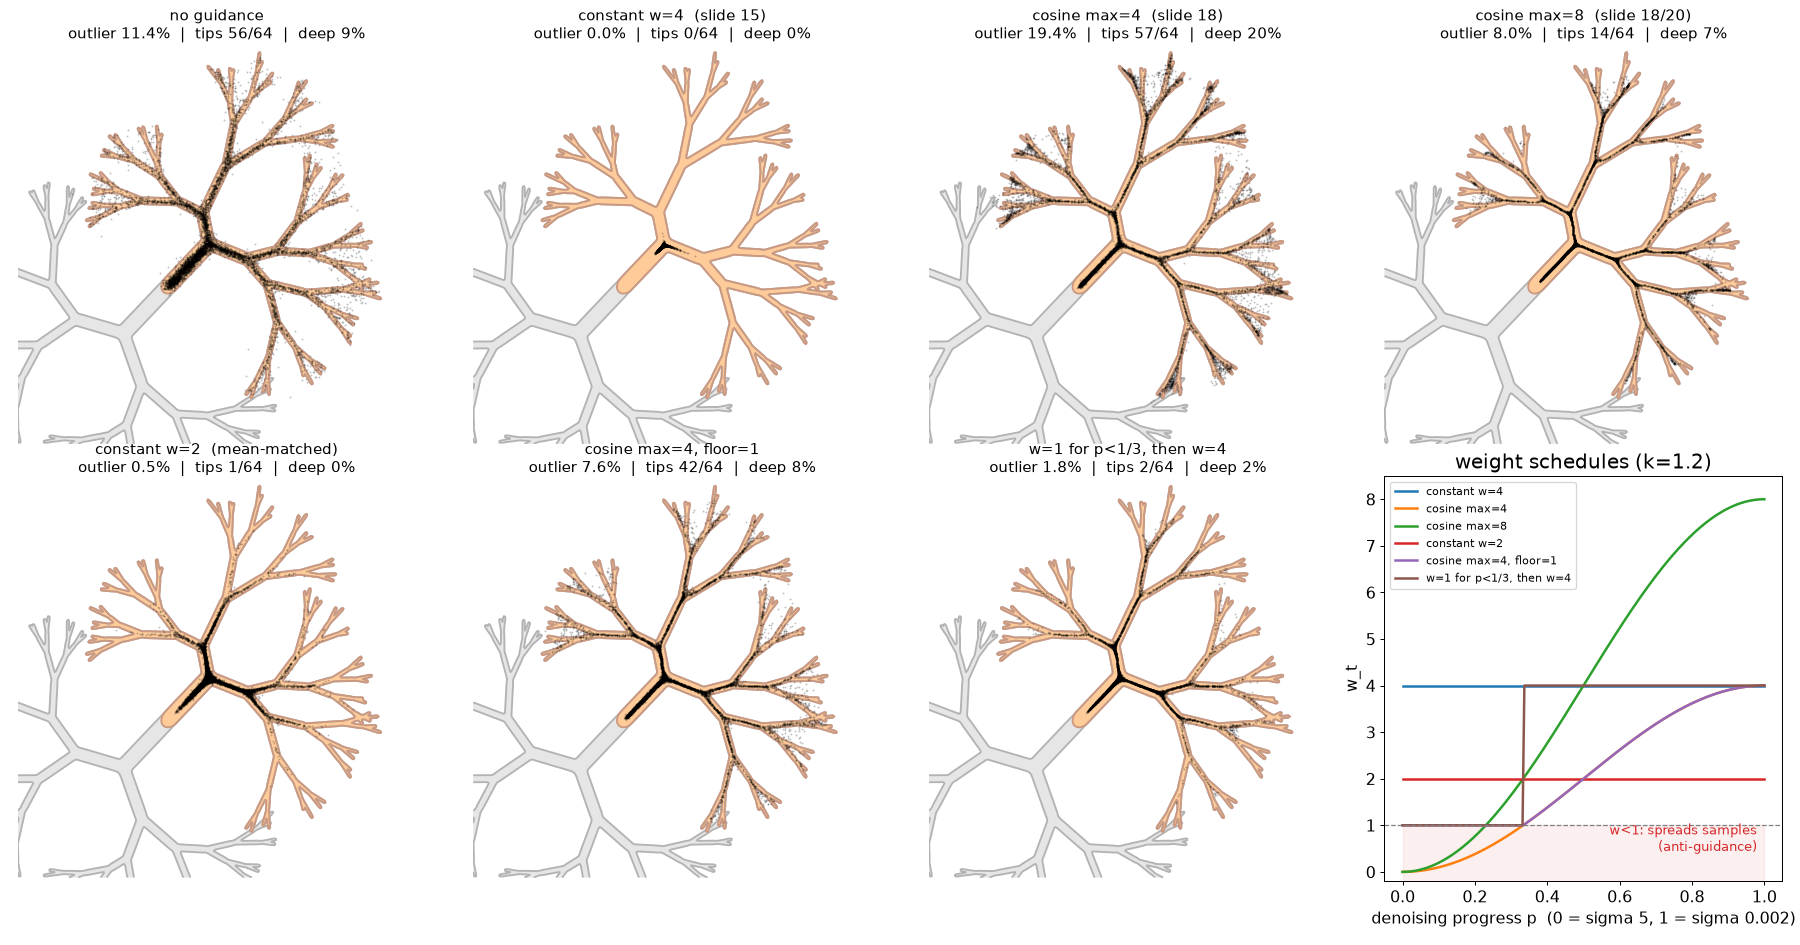 no guidance
outlier 11.4%  |  tips 56/64  |  deep 9%
constant w=4  (slide 15)
outlier 0.0%  |  tips 0/64  |  deep 0%
cosine max=4  (slide 18)
outlier 19.4%  |  tips 57/64  |  deep 20%
cosine max=8  (slide 18/20)
outlier 8.0%  |  tips 14/64  |  deep 7%
constant w=2  (mean-matched)
outlier 0.5%  |  tips 1/64  |  deep 0%
cosine max=4, floor=1
outlier 7.6%  |  tips 42/64  |  deep 8%
w=1 for p<1/3, then w=4
outlier 1.8%  |  tips 2/64  |  deep 2%
weight schedules (k=1.2)
constant w=4
cosine max=4
cosine max=8
constant w=2
cosine max=4, floor=1
w=1 for p<1/3, then w=4
8
7
6
5
4
3
2
1
0
w_t
w<1: spreads samples
(anti-guidance)
0.0 0.2 0.4 0.6 0.8 1.0
denoising progress p  (0 = sigma 5, 1 = sigma 0.002)